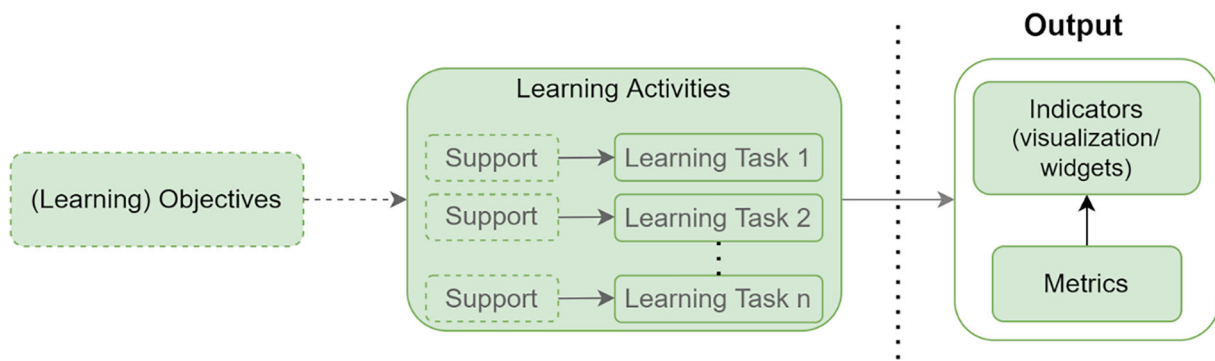 Output
Learning Activities
Indicators
(visualization/
widgets)
Support
Learning Task 1
(Learning) Objectives
Support
Learning Task 2
Metrics
Support
Learning Task n